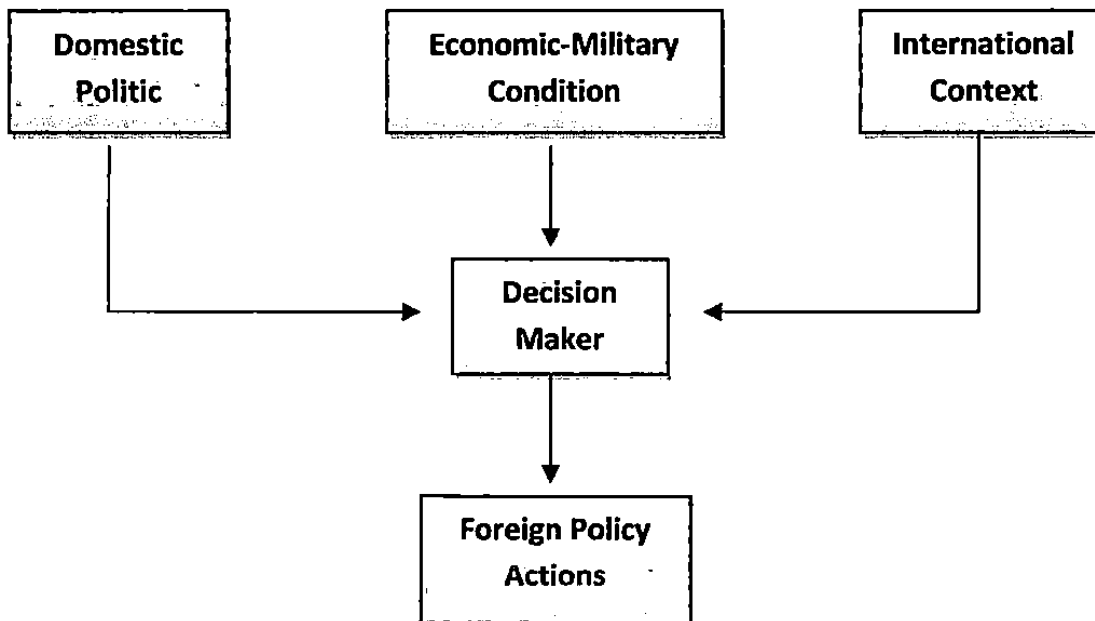 Domestic
Politic
Economic-Military
Condition
International
Context
Decision
Maker
Foreign Policy
Actions